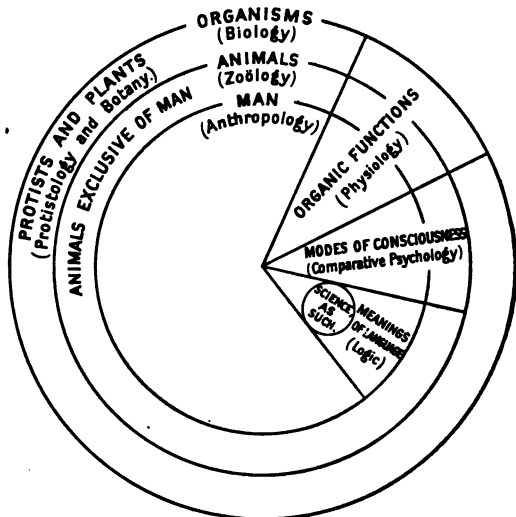 ORGANISMS
(Biology)
ANIMALS
(Zoölogy)
MAN
(Anthropology)
PROTISTS AND PLANTS
(Protistology and Botany.)
ANIMALS EXCLUSIVE OF MAN
ORGANIC FUNCTIONS
(Physiology)
MODES OF CONSCIOUSNESS
(Comparative Psychology)
SCIENCE
AS
SUCH.
MEANINGS
OF LANGUAGE
(Logic)